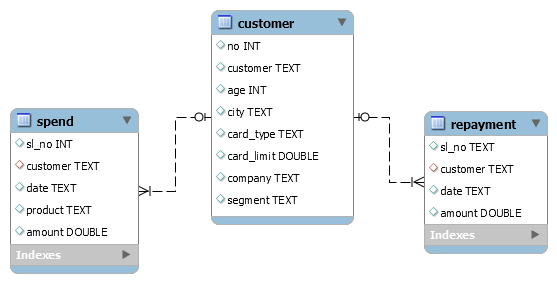 customer
no INT
customer TEXT
age INT
city TEXT
card_type TEXT
card_limit DOUBLE
company TEXT
segment TEXT
spend
sl_no INT
customer TEXT
date TEXT
product TEXT
amount DOUBLE
Indexes
repayment
sl_no TEXT
customer TEXT
date TEXT
amount DOUBLE
Indexes